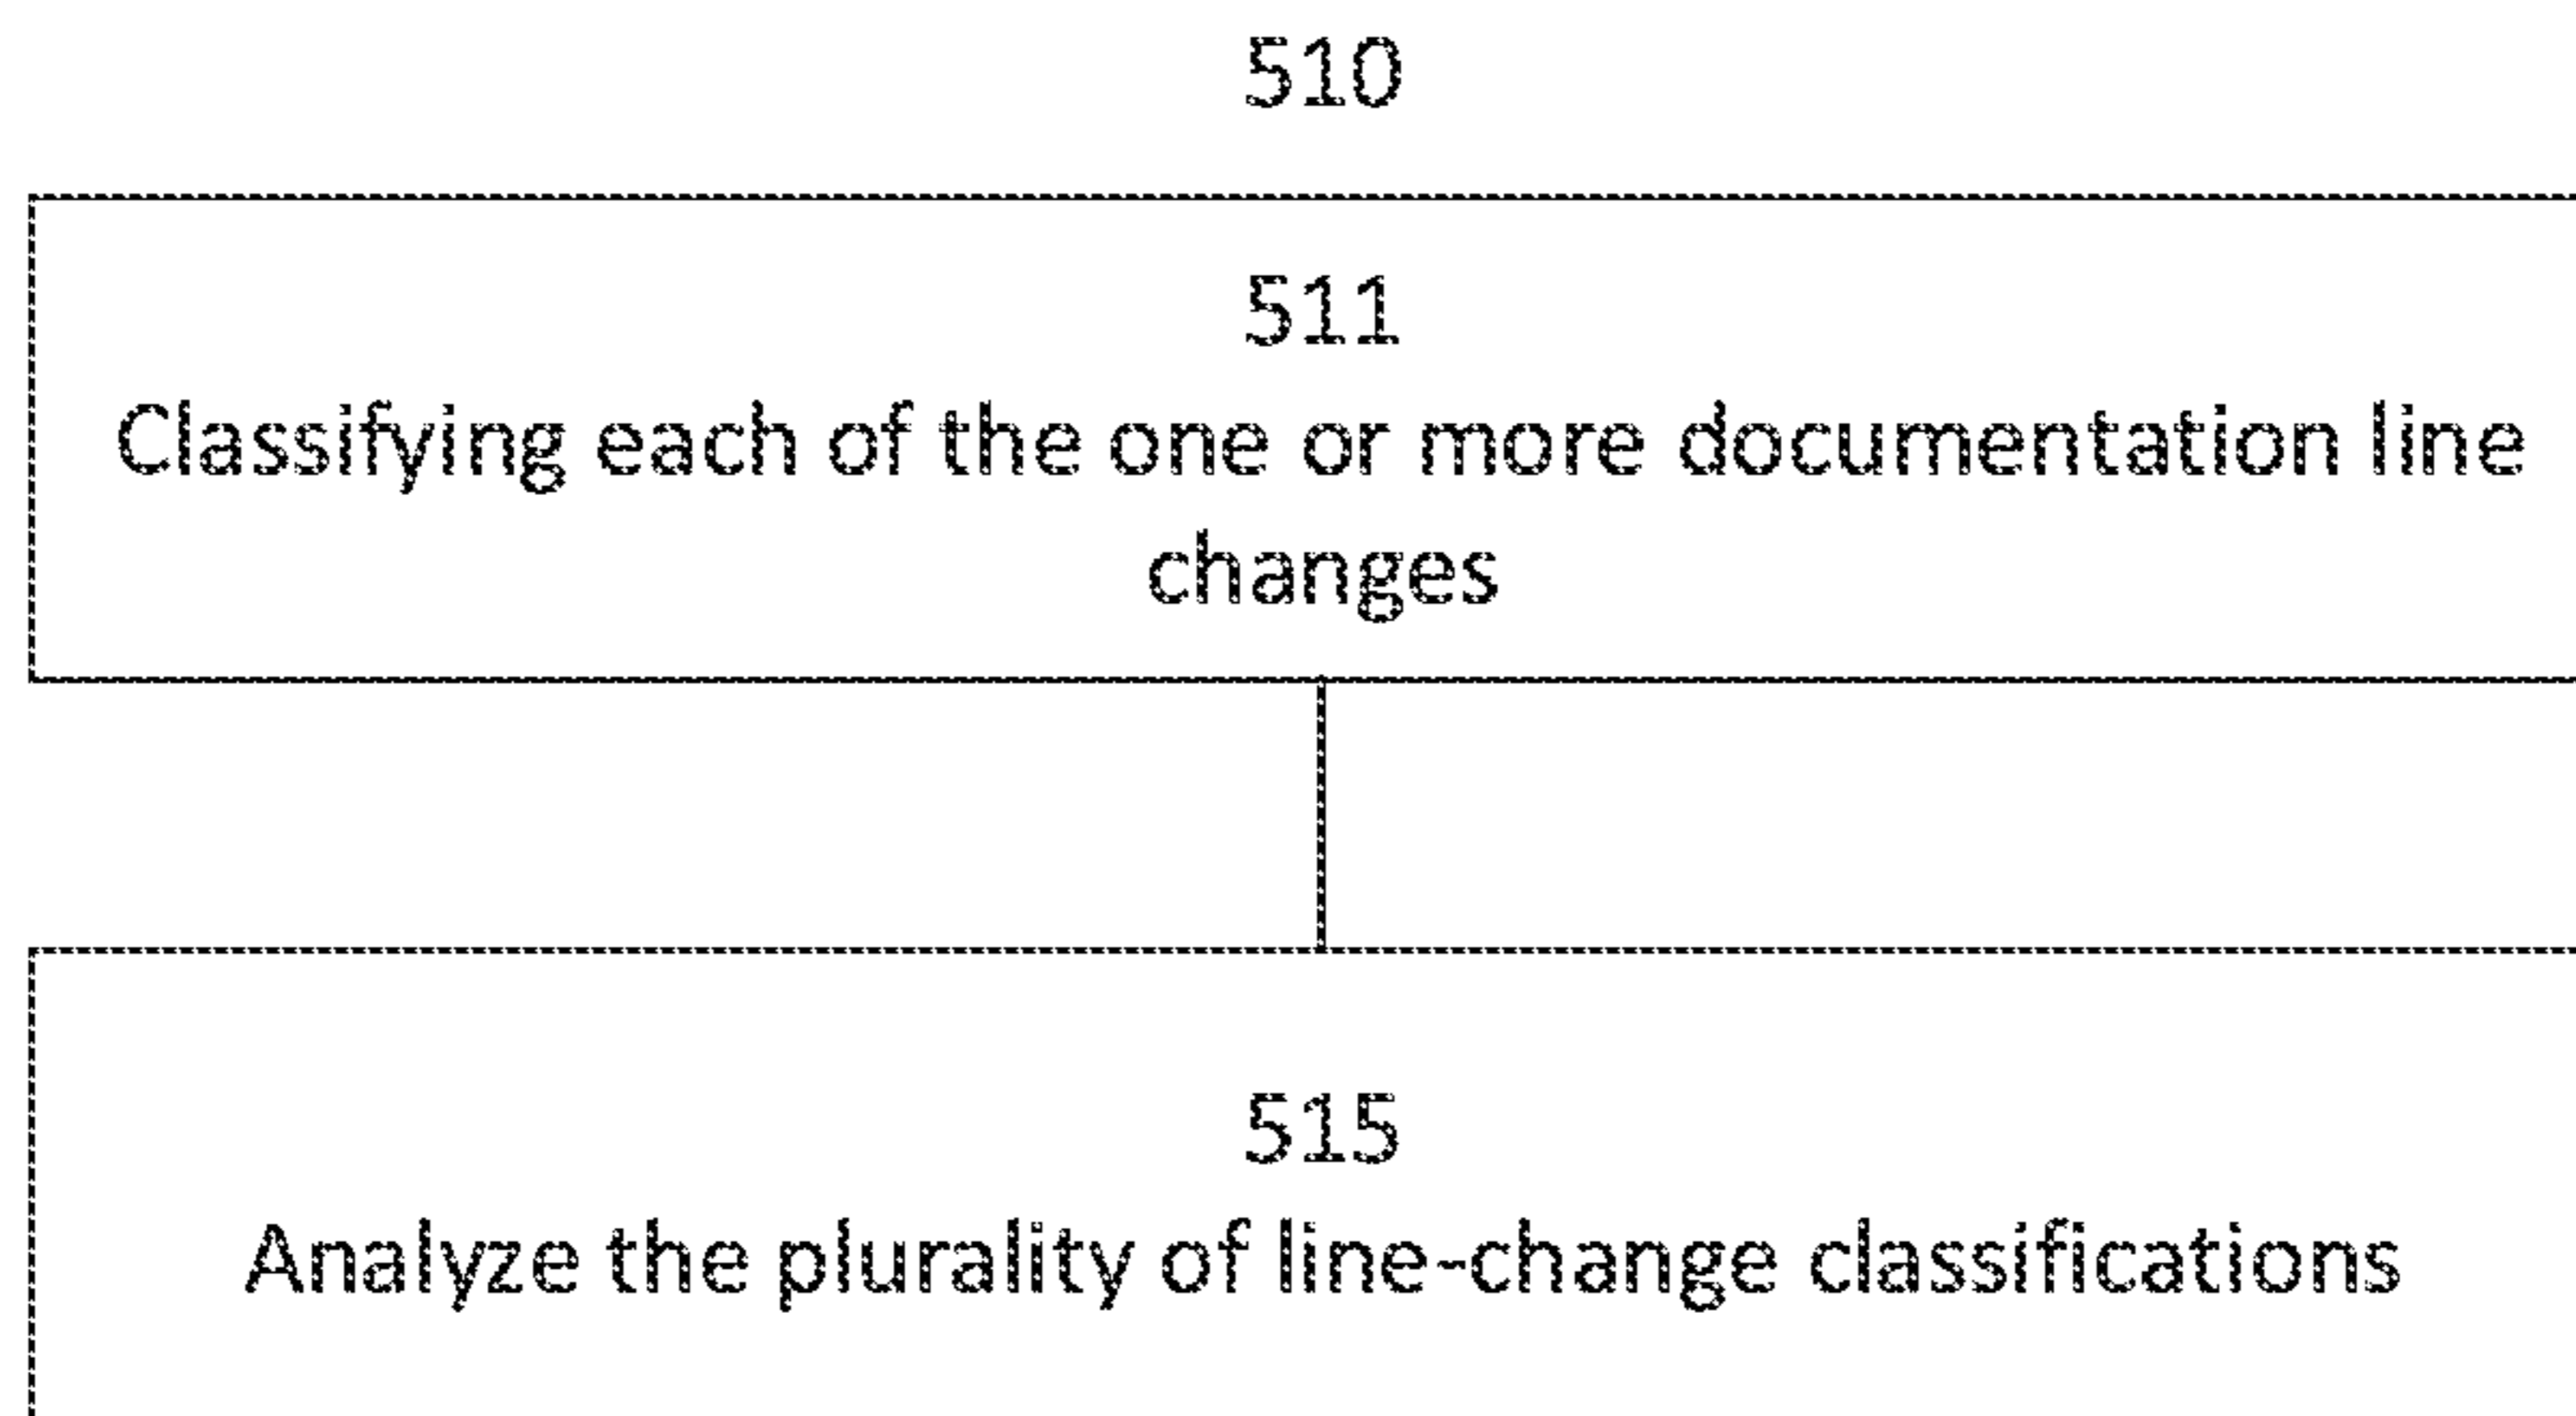 510
511
Classifying each of the one or more documentation line
changes
515
Analyze the plurality of line-change classifications